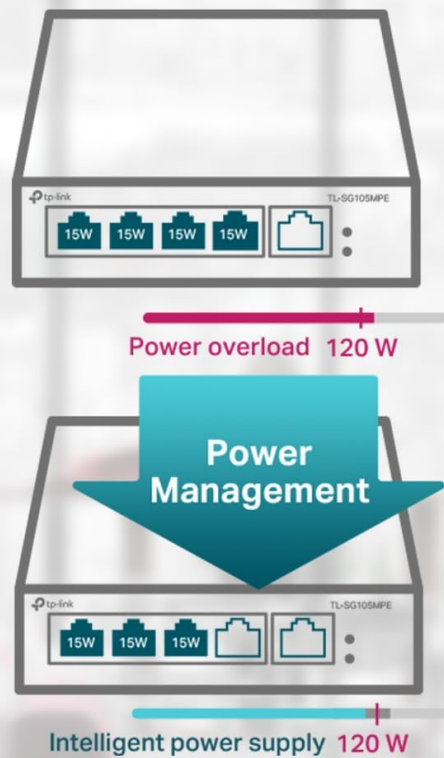 tp-link
TL-SG105MPE
15W 15W 15W 15W
Power overload 120 W
Power
Management
tp-link
TL-SG105MPE
15W 15W 15W
Intelligent power supply 120 W